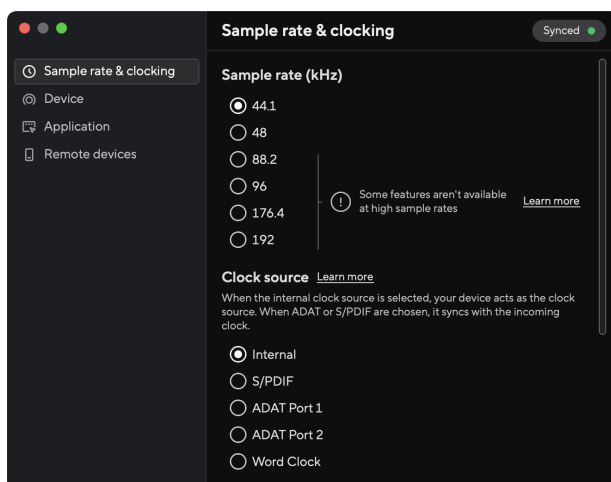 Sample rate & clocking
Synced
Sample rate & clocking
Device
Application
Remote devices
Sample rate (kHz)
44.1
48
88.2
96
176.4
192
Some features aren't available
at high sample rates
Learn more
Clock source Learn more
When the internal clock source is selected, your device acts as the clock
source. When ADAT or S/PDIF are chosen, it syncs with the incoming
clock.
Internal
S/PDIF
ADAT Port 1
ADAT Port 2
Word Clock